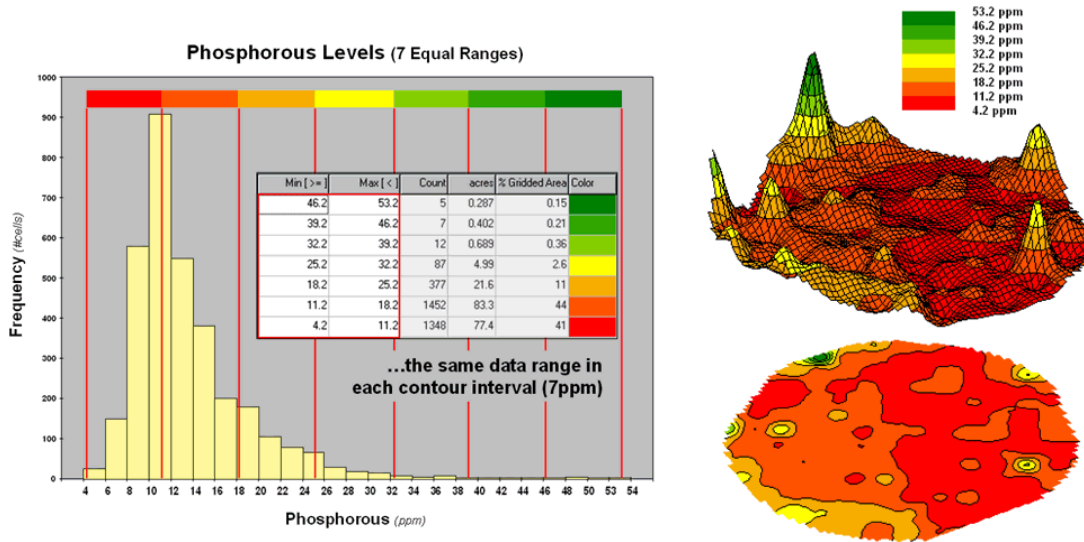 Phosphorous Levels (7 Equal Ranges)
1000
900
800
700
600
500
400
300
200
100
0
Frequency (#cells)
4 6 8 10 12 14 16 18 20 22 24 26 28 30 32 34 36 38 40 42 44 46 48 50 52 54
Phosphorous (ppm)
Min [ >= ] Max [ < ] Count acres % Gridded Area Color
46.2 53.2 5 0.287 0.15
39.2 46.2 7 0.402 0.21
32.2 39.2 12 0.689 0.36
25.2 32.2 87 4.99 2.6
18.2 25.2 377 21.6 11
11.2 18.2 1452 83.3 44
4.2 11.2 1348 77.4 41
...the same data range in
each contour interval (7ppm)
53.2 ppm
46.2 ppm
39.2 ppm
32.2 ppm
25.2 ppm
18.2 ppm
11.2 ppm
4.2 ppm